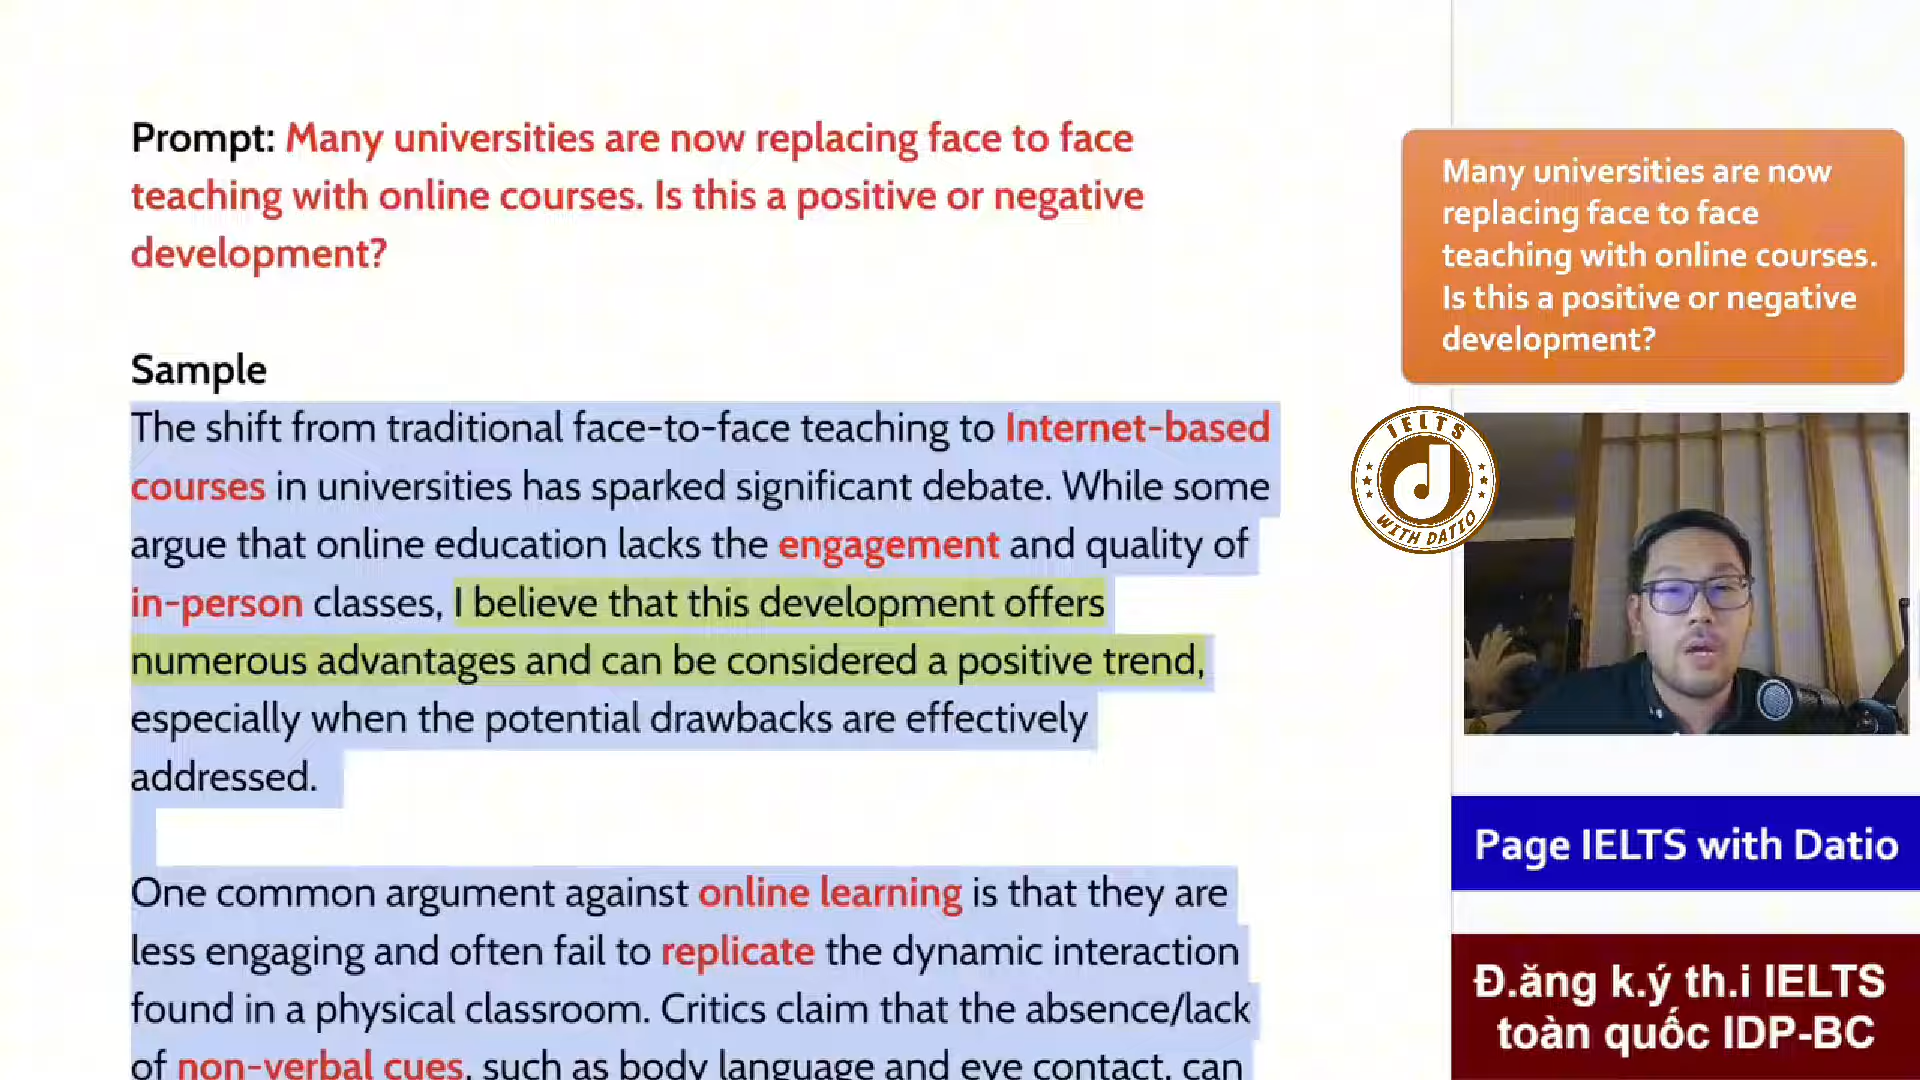 Prompt: Many universities are now replacing face to face
teaching with online courses. Is this a positive or negative
development?
Sample
The shift from traditional face-to-face teaching to Internet-based
courses in universities has sparked significant debate. While some
argue that online education lacks the engagement and quality of
in-person classes, I believe that this development offers
numerous advantages and can be considered a positive trend,
especially when the potential drawbacks are effectively
addressed.
One common argument against online learning is that they are
less engaging and often fail to replicate the dynamic interaction
found in a physical classroom. Critics claim that the absence/lack
of non-verbal cues, such as body language and eye contact, can
Many universities are now
replacing face to face
teaching with online courses.
Is this a positive or negative
development?
IELTS
d
WITH DATIO
Page IELTS with Datio
Đ.ăng k.ý th.i IELTS
toàn quốc IDP-BC